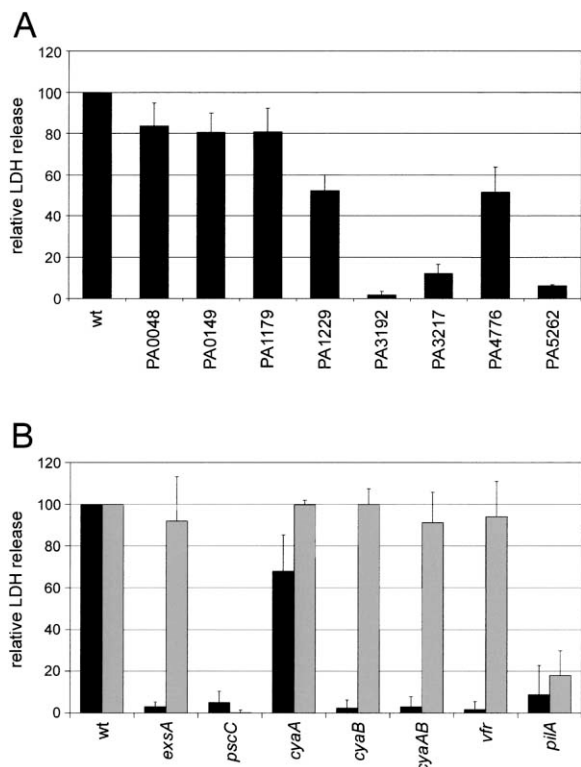 A
relative LDH release
120
100
80
60
40
20
0
wt
PA0048
PA0149
PA1179
PA1229
PA3192
PA3217
PA4776
PA5262
B
relative LDH release
120
100
80
60
40
20
0
wt
exsA
pscC
cyaA
cyaB
cyaAB
vfr
pilA